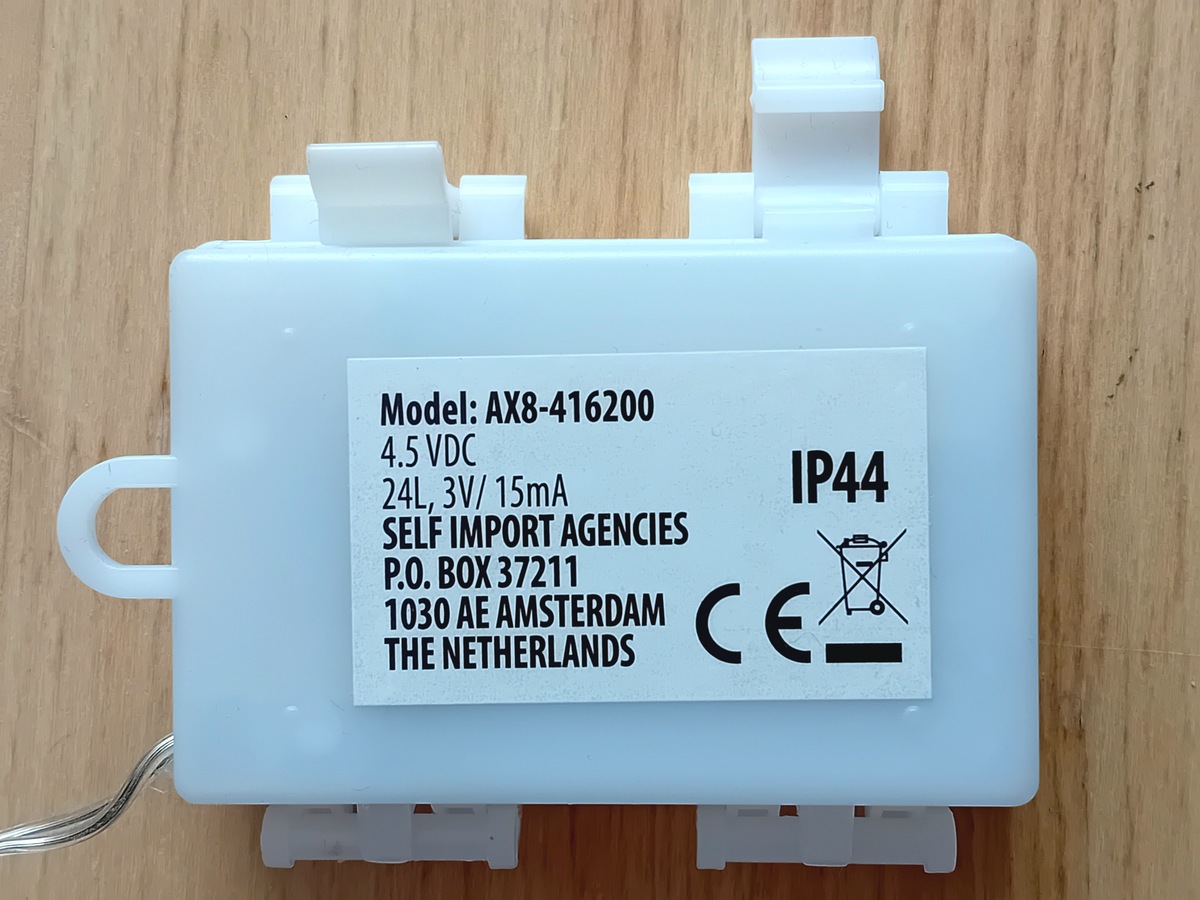 Model: AX8-416200
4.5 VDC
24L, 3V/ 15mA
SELF IMPORT AGENCIES
P.O. BOX 37211
1030 AE AMSTERDAM
THE NETHERLANDS
IP44
CE